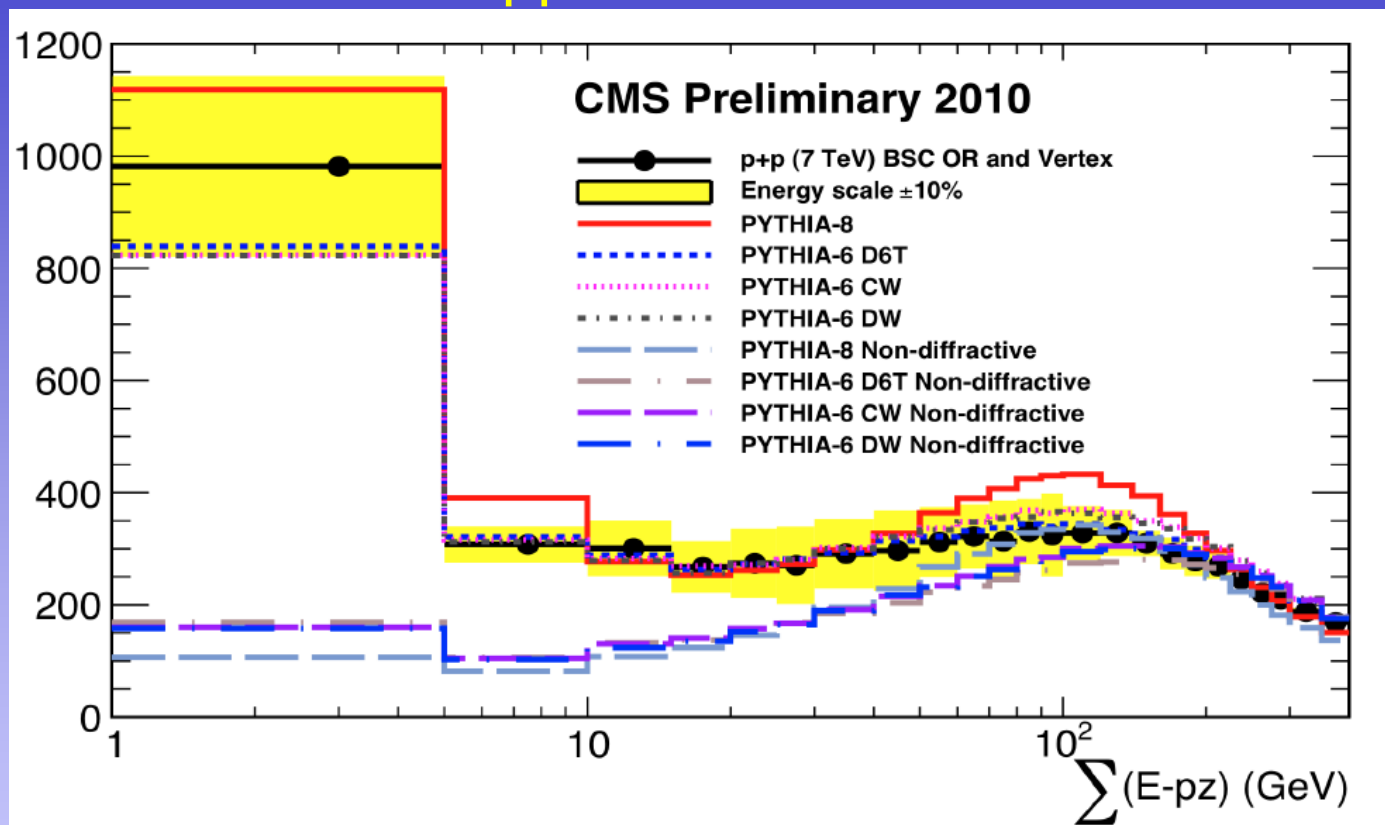 1200
1000
800
600
400
200
0
CMS Preliminary 2010
p+p (7 TeV) BSC OR and Vertex
Energy scale ±10%
PYTHIA-8
PYTHIA-6 D6T
PYTHIA-6 CW
PYTHIA-6 DW
PYTHIA-8 Non-diffractive
PYTHIA-6 D6T Non-diffractive
PYTHIA-6 CW Non-diffractive
PYTHIA-6 DW Non-diffractive
1 10 10²
∑(E-pz) (GeV)